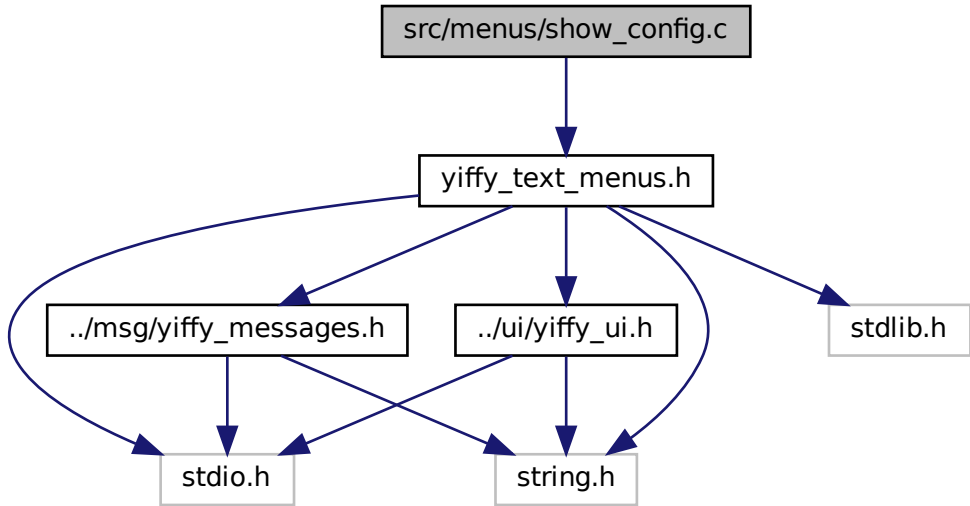 src/menus/show_config.c
yiffy_text_menus.h
../msg/yiffy_messages.h
../ui/yiffy_ui.h
stdlib.h
stdio.h
string.h